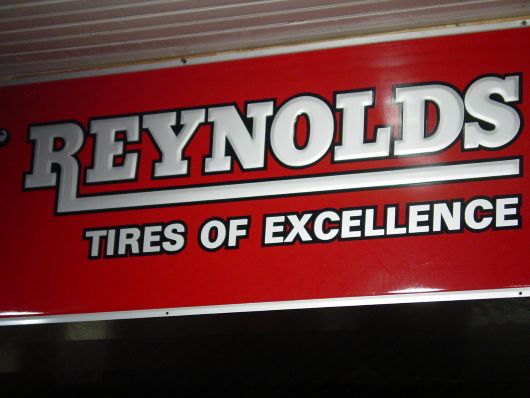 REYNOLDS
TIRES OF EXCELLENCE